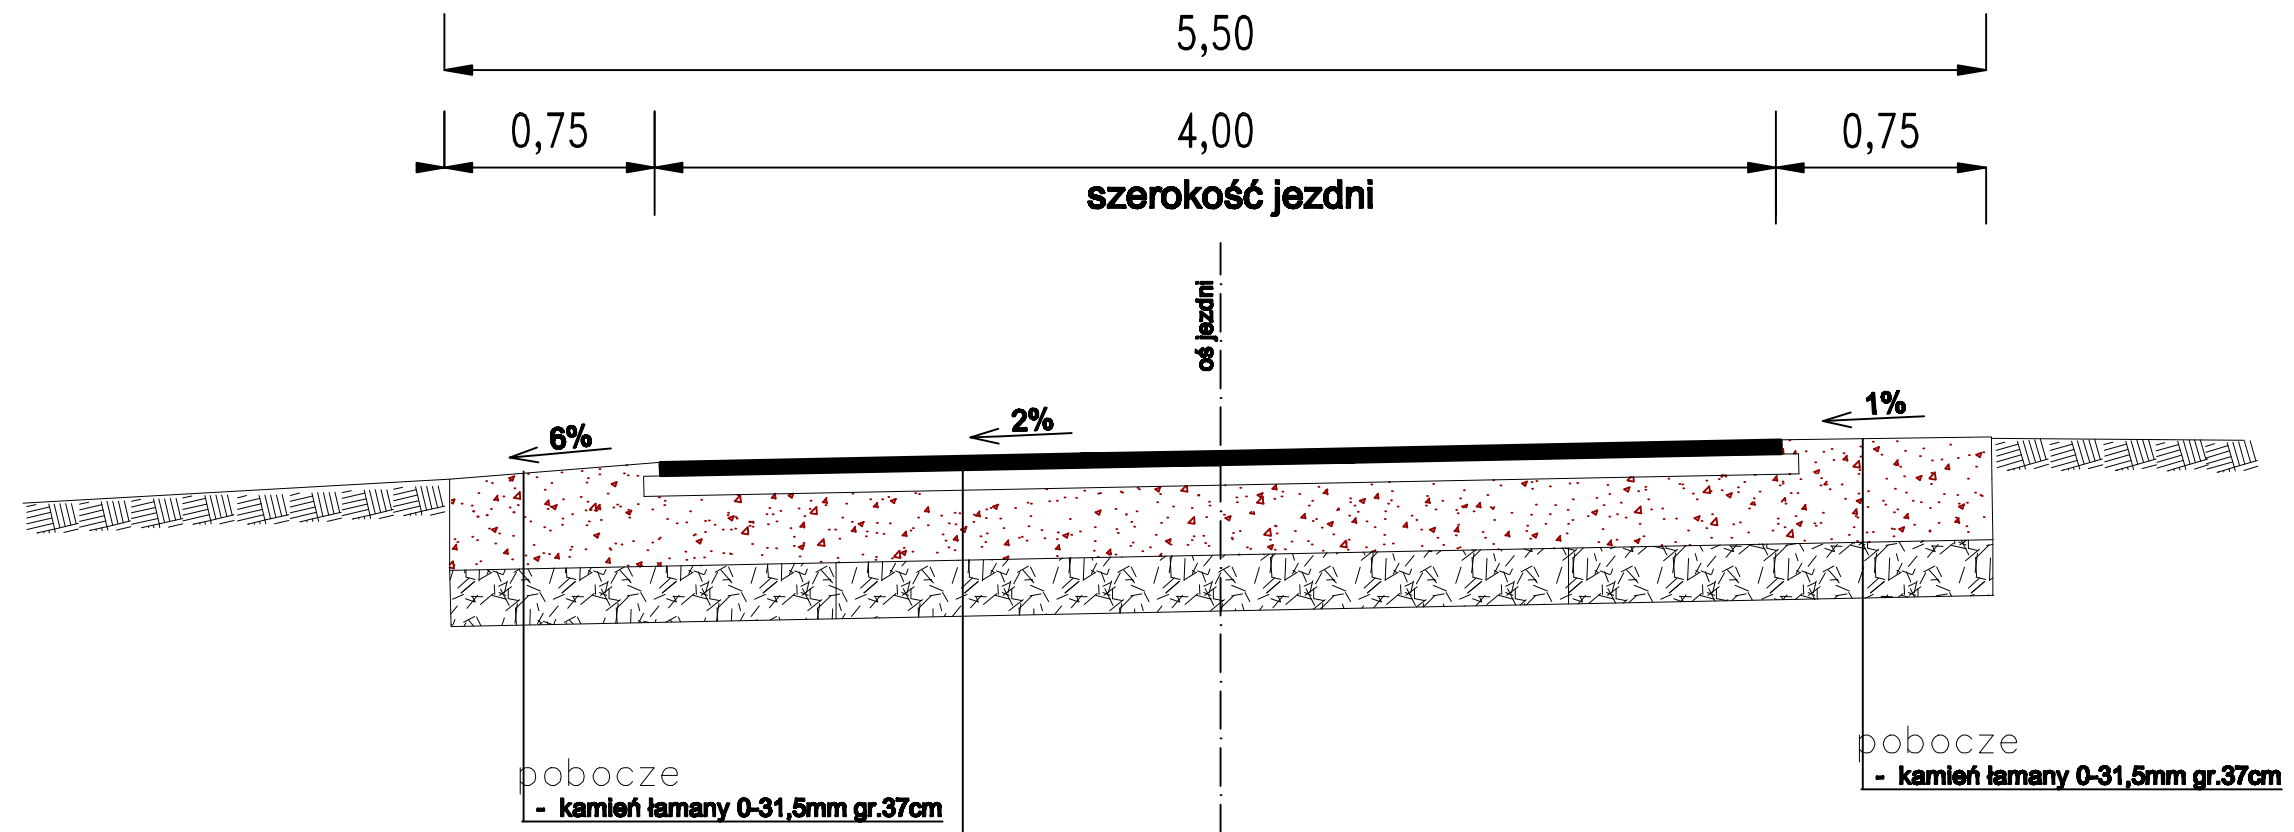 5,50
0,75 4,00 0,75
szerokość jezdni
oś jezdni
6% 2% 1%
pobocze
- kamień łamany 0-31,5mm gr.37cm
pobocze
- kamień łamany 0-31,5mm gr.37cm